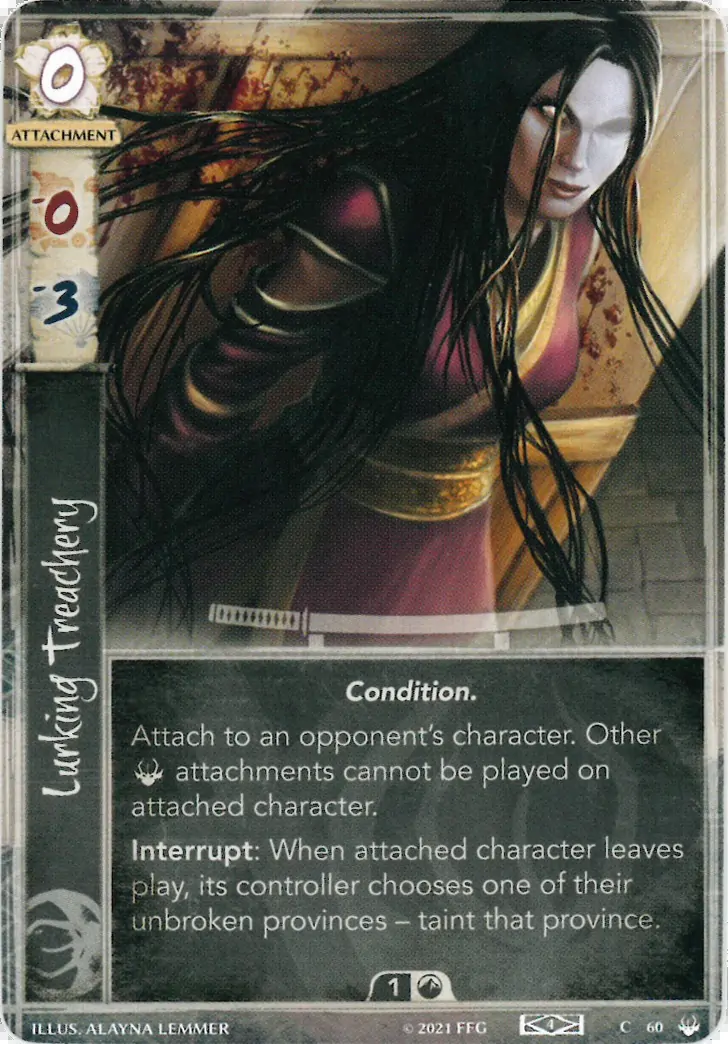 0
ATTACHMENT
-0
-3
Lurking Treachery
Condition.
Attach to an opponent's character. Other
attachments cannot be played on
attached character.
Interrupt: When attached character leaves
play, its controller chooses one of their
unbroken provinces – taint that province.
1
ILLUS. ALAYNA LEMMER
© 2021 FFG
4
C 60